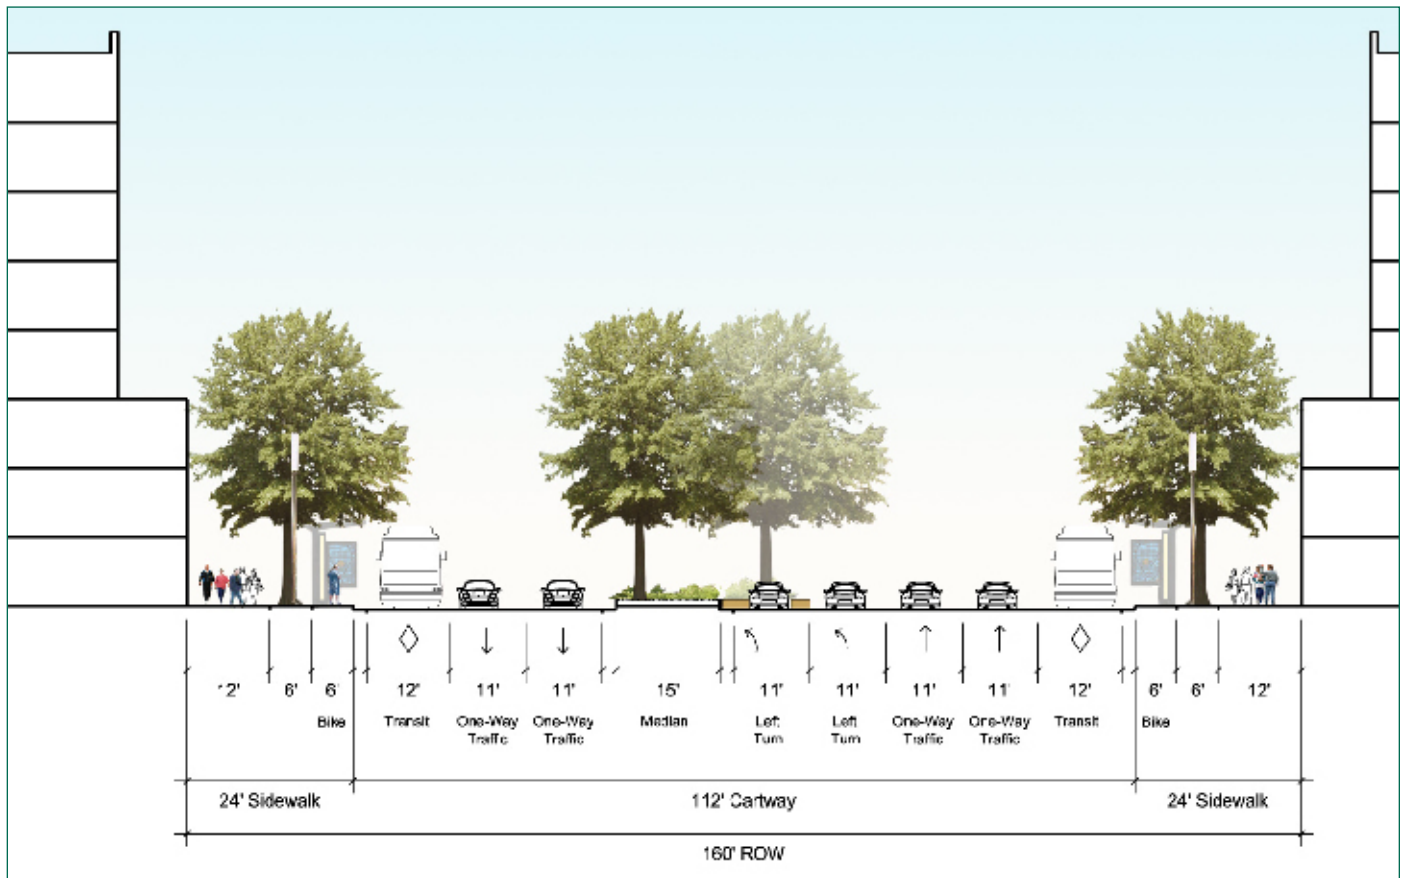 12' 6' 6' 12' 11' 11' 15' 11' 11' 11' 11' 12' 6' 6' 12'
Bike Transit One-Way One-Way Median Left Left One-Way One-Way Transit Bike
Traffic Traffic Turn Turn Traffic Traffic
24' Sidewalk 112' Cartway 24' Sidewalk
160' ROW